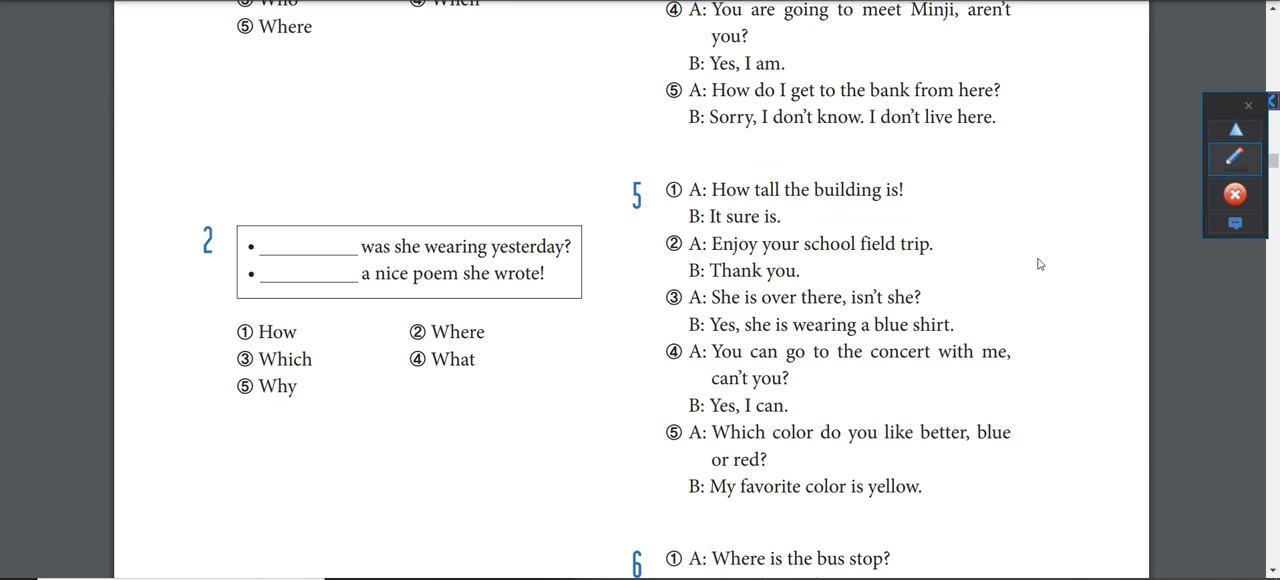 ③ Who ④ When
⑤ Where
2
• __________ was she wearing yesterday?
• __________ a nice poem she wrote!
① How ② Where
③ Which ④ What
⑤ Why
④ A: You are going to meet Minji, aren't
you?
B: Yes, I am.
⑤ A: How do I get to the bank from here?
B: Sorry, I don't know. I don't live here.
5
① A: How tall the building is!
B: It sure is.
② A: Enjoy your school field trip.
B: Thank you.
③ A: She is over there, isn't she?
B: Yes, she is wearing a blue shirt.
④ A: You can go to the concert with me,
can't you?
B: Yes, I can.
⑤ A: Which color do you like better, blue
or red?
B: My favorite color is yellow.
6
① A: Where is the bus stop?